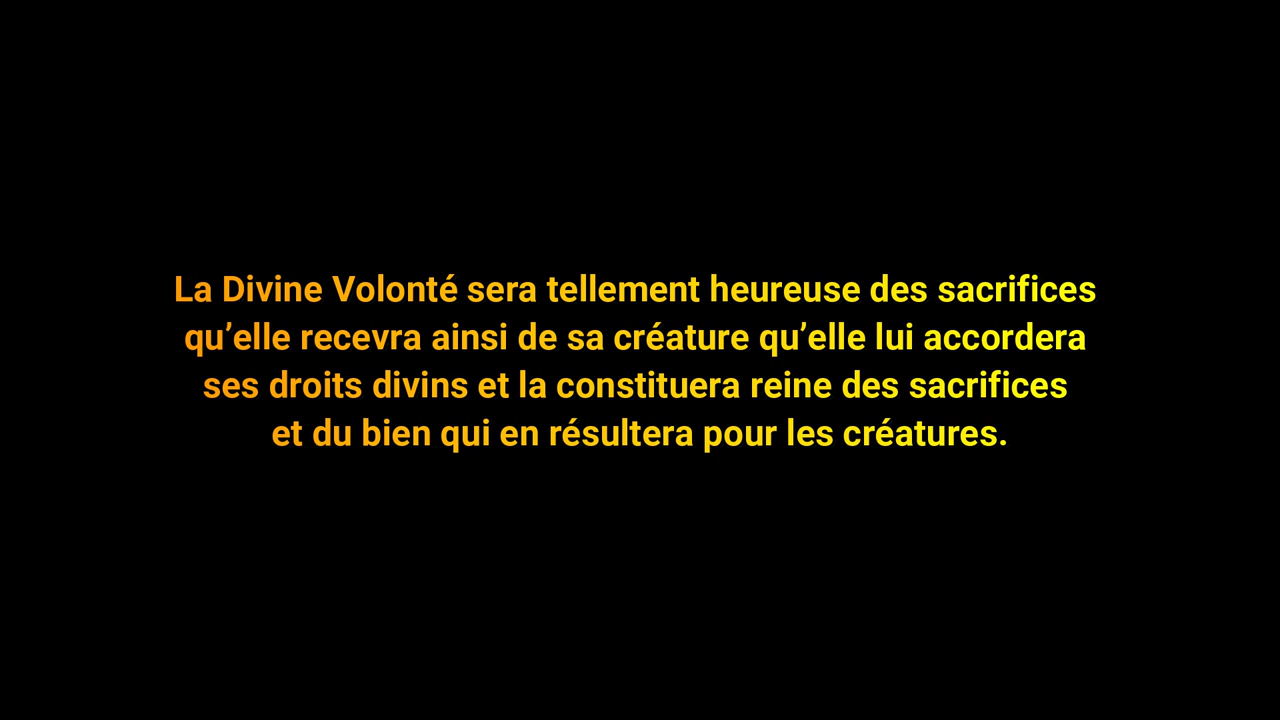 La Divine Volonté sera tellement heureuse des sacrifices
qu’elle recevra ainsi de sa créature qu’elle lui accordera
ses droits divins et la constituera reine des sacrifices
et du bien qui en résultera pour les créatures.